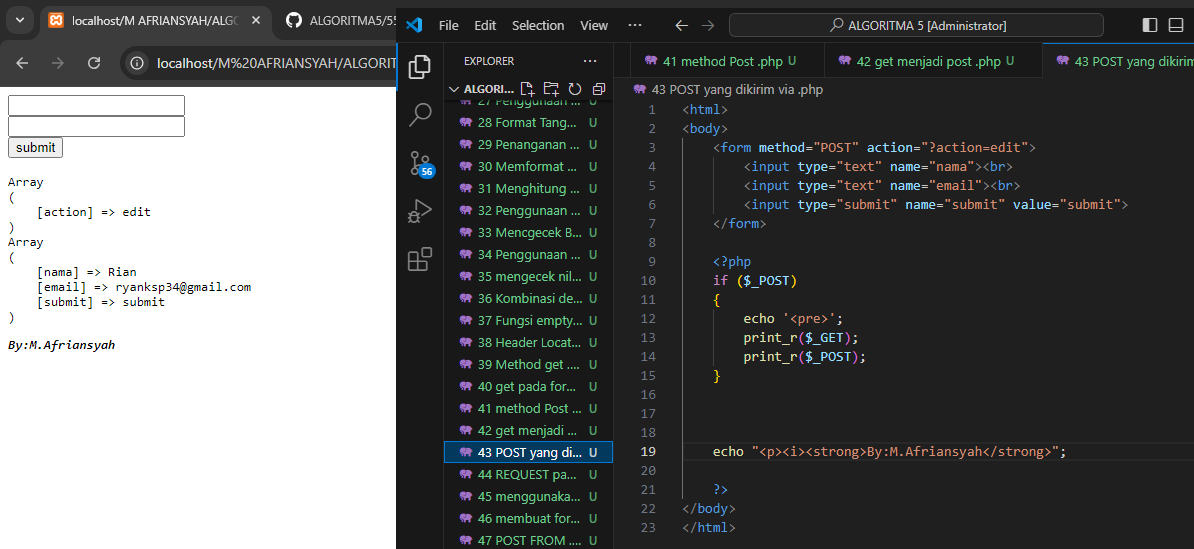 localhost/M AFRIANSYAH/ALGO
ALGORITMA5/55
localhost/M%20AFRIANSYAH/ALGORIT
submit
Array
(
    [action] => edit
)
Array
(
    [nama] => Rian
    [email] => ryanksp34@gmail.com
    [submit] => submit
)
By:M.Afriansyah
File Edit Selection View ···
ALGORITMA 5 [Administrator]
56
EXPLORER ···
ALGORI...
27 Penggunaan ... U
28 Format Tang... U
29 Penanganan ... U
30 Memformat ... U
31 Menghitung ... U
32 Penggunaan ... U
33 Mencgecek B... U
34 Penggunaan ... U
35 mengecek nil... U
36 Kombinasi de... U
37 Fungsi empty... U
38 Header Locat... U
39 Method get .... U
40 get pada for... U
41 method Post ... U
42 get menjadi ... U
43 POST yang di... U
44 REQUEST pa... U
45 menggunaka... U
46 membuat for... U
47 POST FROM .... U
41 method Post .php U
42 get menjadi post .php U
43 POST yang dikirim
43 POST yang dikirim via .php
1 <html>
2 <body>
3     <form method="POST" action="?action=edit">
4         <input type="text" name="nama"><br>
5         <input type="text" name="email"><br>
6         <input type="submit" name="submit" value="submit">
7     </form>
8
9     <?php
10     if ($_POST)
11     {
12         echo '<pre>';
13         print_r($_GET);
14         print_r($_POST);
15     }
16
17
18
19     echo "<p><i><strong>By:M.Afriansyah</strong>";
20
21     ?>
22 </body>
23 </html>